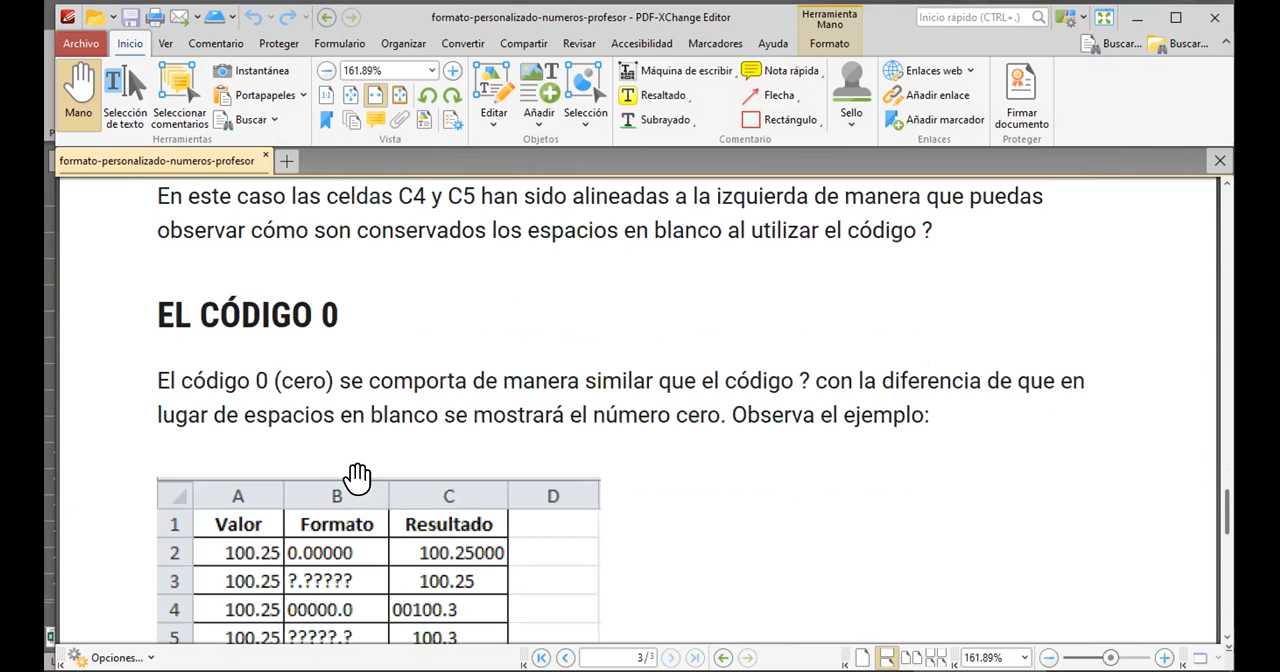 formato-personalizado-numeros-profesor - PDF-XChange Editor
Herramienta
Mano
Inicio rápido (CTRL+.)
Archivo Inicio Ver Comentario Proteger Formulario Organizar Convertir Compartir Revisar Accesibilidad Marcadores Ayuda Formato Buscar... Buscar...
Mano
Selección
de texto
Seleccionar
comentarios
Instantánea
Portapapeles
Buscar
Herramientas
161.89%
Vista
Editar
Añadir
Selección
Objetos
Máquina de escribir
Resaltado
Subrayado
Nota rápida
Flecha
Rectángulo
Comentario
Sello
Enlaces web
Añadir enlace
Añadir marcador
Enlaces
Firmar
documento
Proteger
formato-personalizado-numeros-profesor
En este caso las celdas C4 y C5 han sido alineadas a la izquierda de manera que puedas
observar cómo son conservados los espacios en blanco al utilizar el código ?
EL CÓDIGO 0
El código 0 (cero) se comporta de manera similar que el código ? con la diferencia de que en
lugar de espacios en blanco se mostrará el número cero. Observa el ejemplo:
A B C D
1 Valor Formato Resultado
2 100.25 0.00000 100.25000
3 100.25 ?.????? 100.25
4 100.25 00000.0 00100.3
5 100.25 ?????.? 100.3
Opciones...
3/3
161.89%